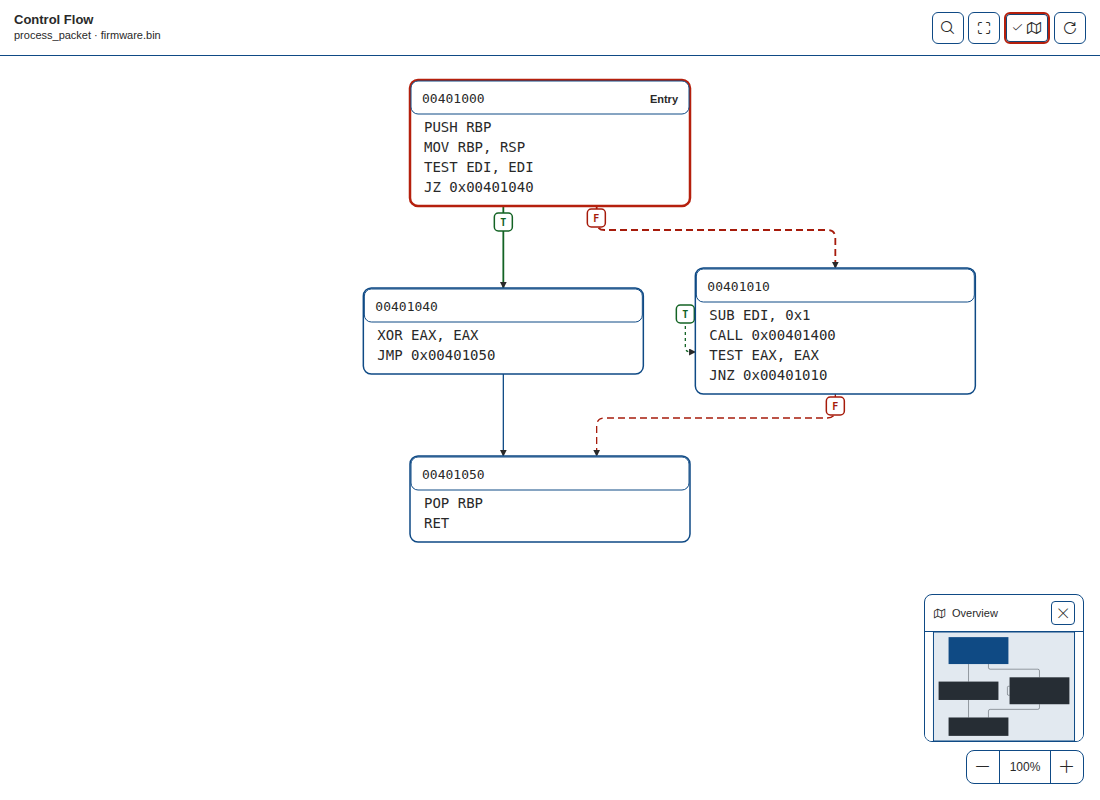 Control Flow
process_packet · firmware.bin
00401000 Entry
PUSH RBP
MOV RBP, RSP
TEST EDI, EDI
JZ 0x00401040
T
F
00401040
XOR EAX, EAX
JMP 0x00401050
00401010
T
SUB EDI, 0x1
CALL 0x00401400
TEST EAX, EAX
JNZ 0x00401010
F
00401050
POP RBP
RET
Overview
100%